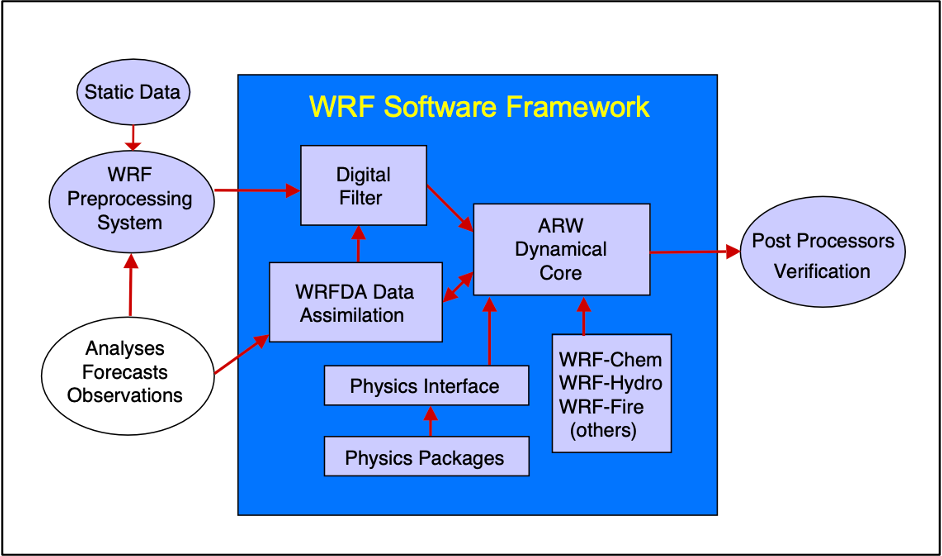 Static Data
WRF
Preprocessing
System
Analyses
Forecasts
Observations
WRF Software Framework
Digital
Filter
WRFDA Data
Assimilation
ARW
Dynamical
Core
Physics Interface
Physics Packages
WRF-Chem
WRF-Hydro
WRF-Fire
(others)
Post Processors
Verification